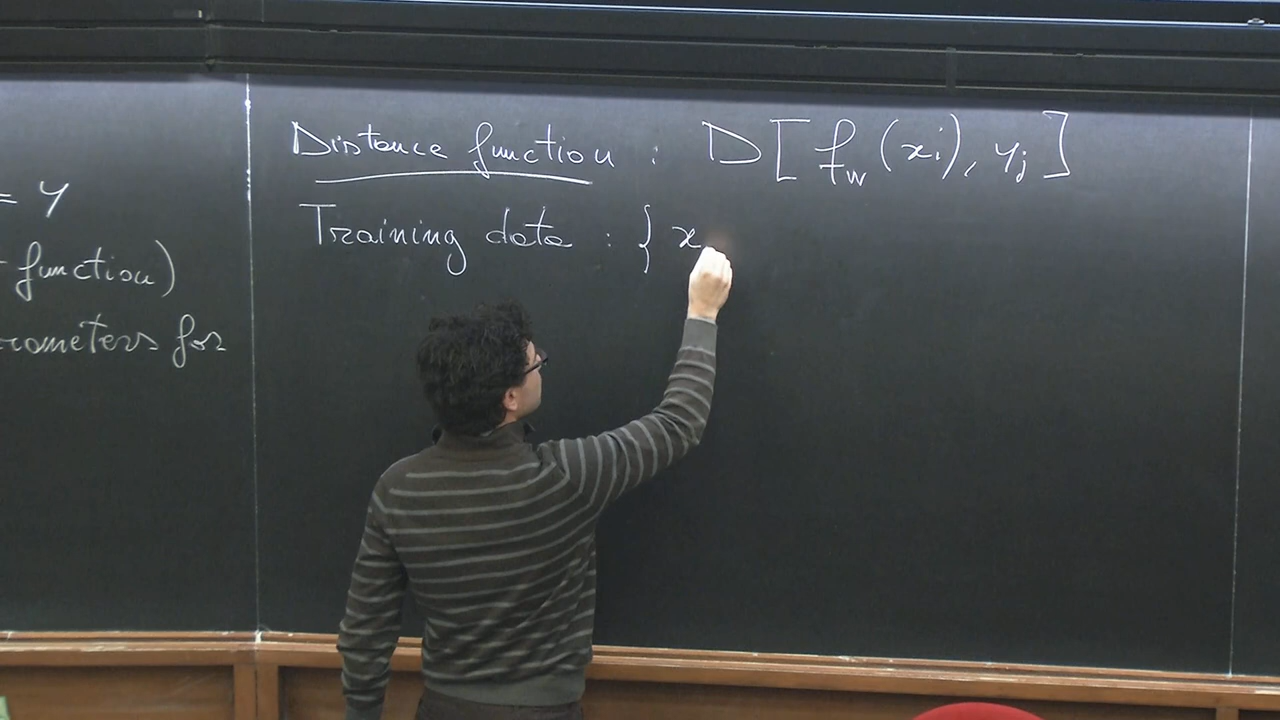 = y
function)
rameters for
Distance function : D[f_w(x_i), y_j]
Training data : { x